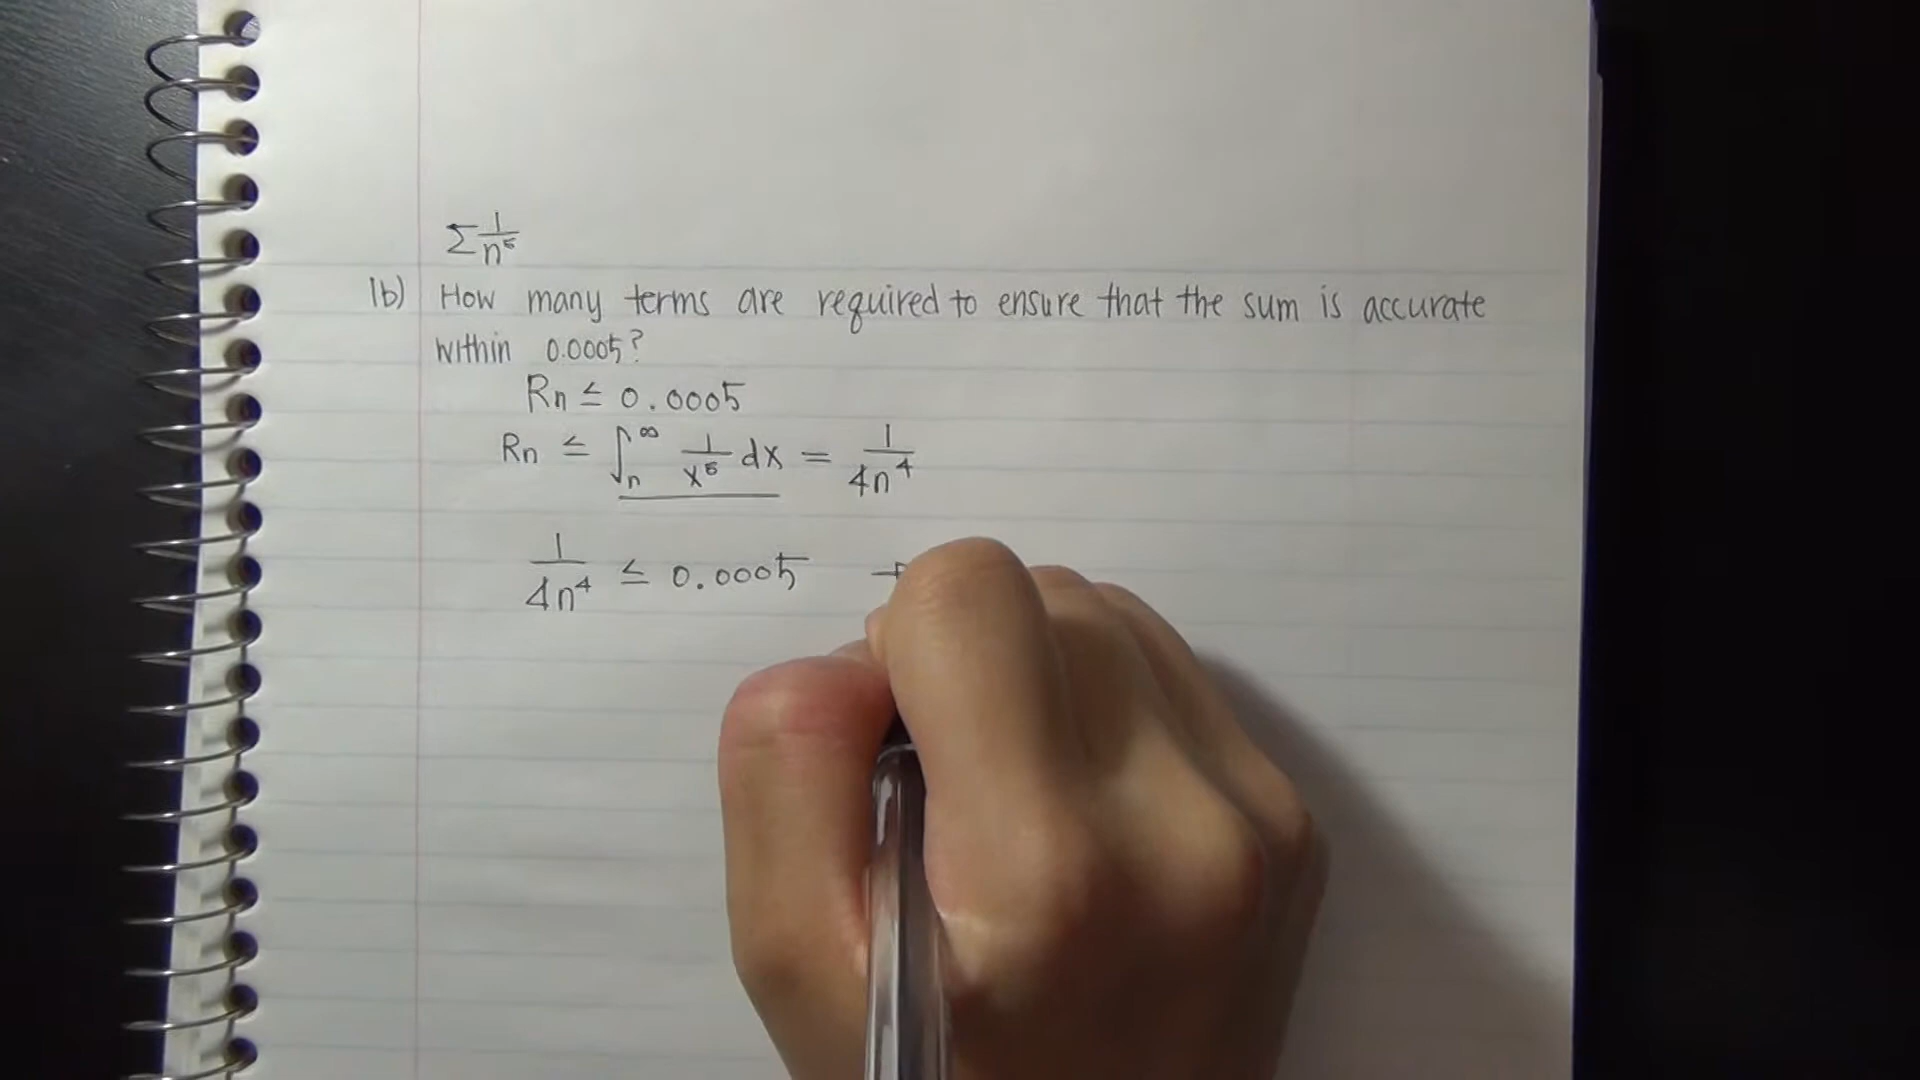 Σ 1/n⁵
1b) How many terms are required to ensure that the sum is accurate
within 0.0005?
Rn ≤ 0.0005
Rn ≤ ∫n^∞ 1/x⁵ dx = 1/4n⁴
1/4n⁴ ≤ 0.0005